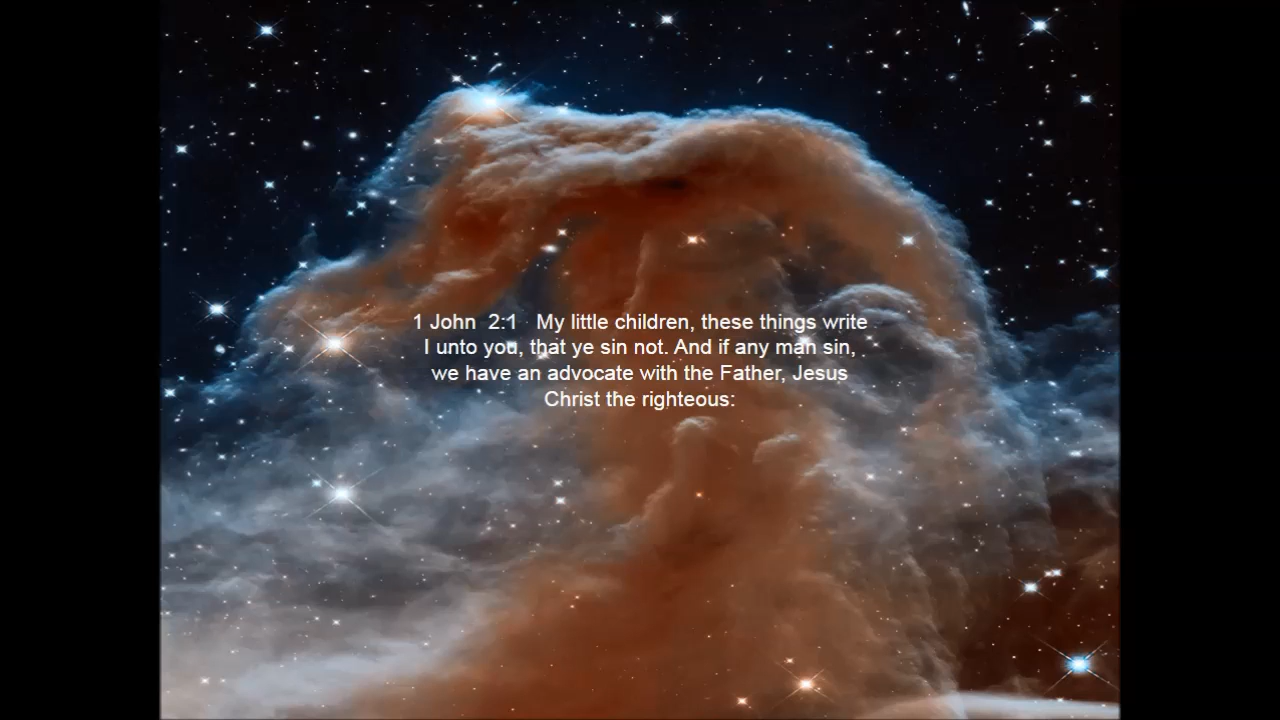 1 John  2:1   My little children, these things write
I unto you, that ye sin not. And if any man sin,
we have an advocate with the Father, Jesus
Christ the righteous: